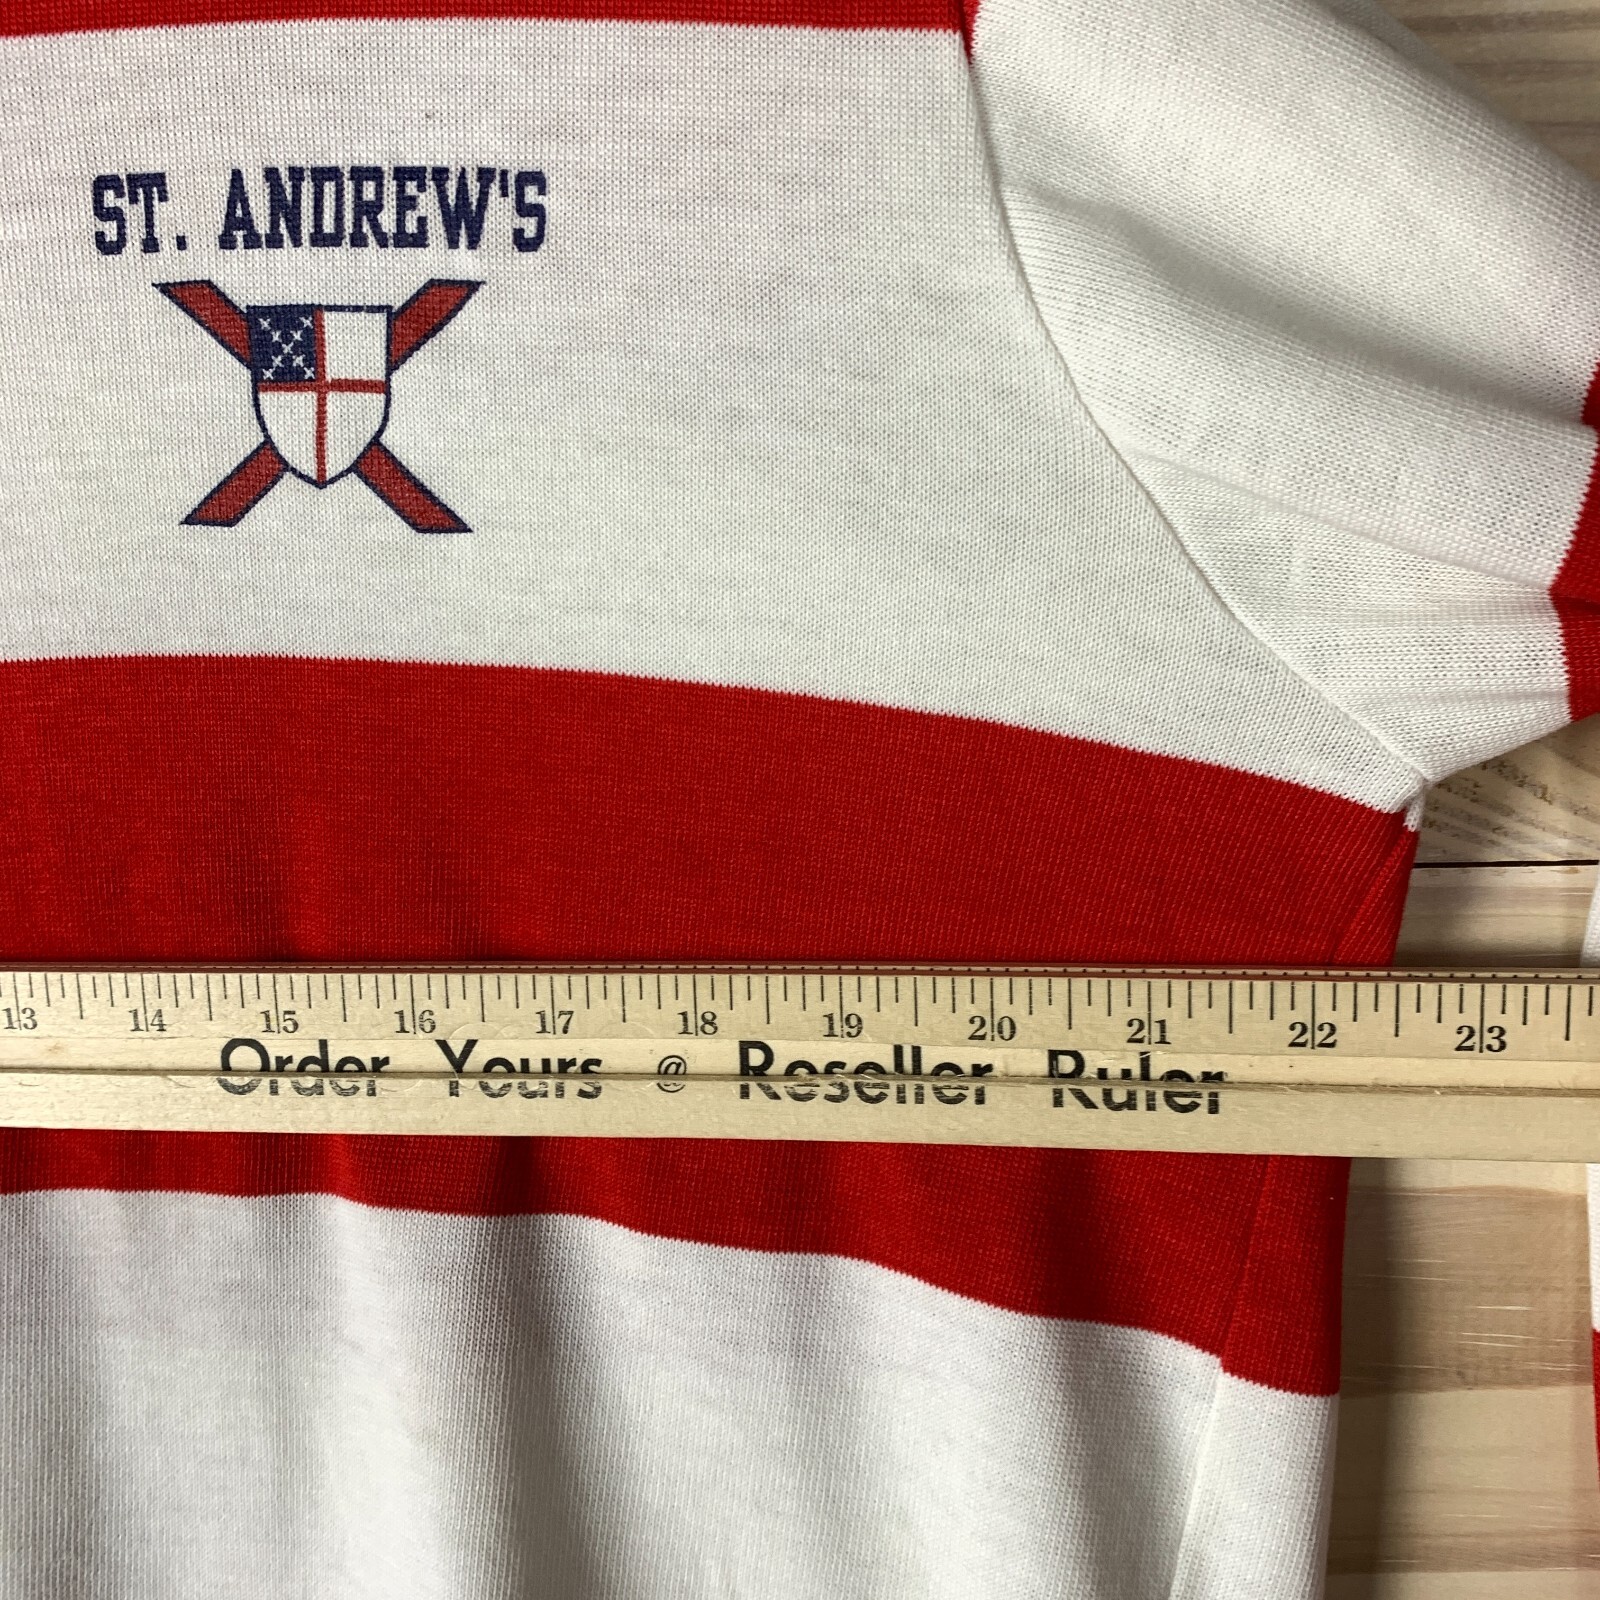 ST. ANDREW'S
13 14 15 16 17 18 19 20 21 22 23
Order Yours @ Reseller Ruler